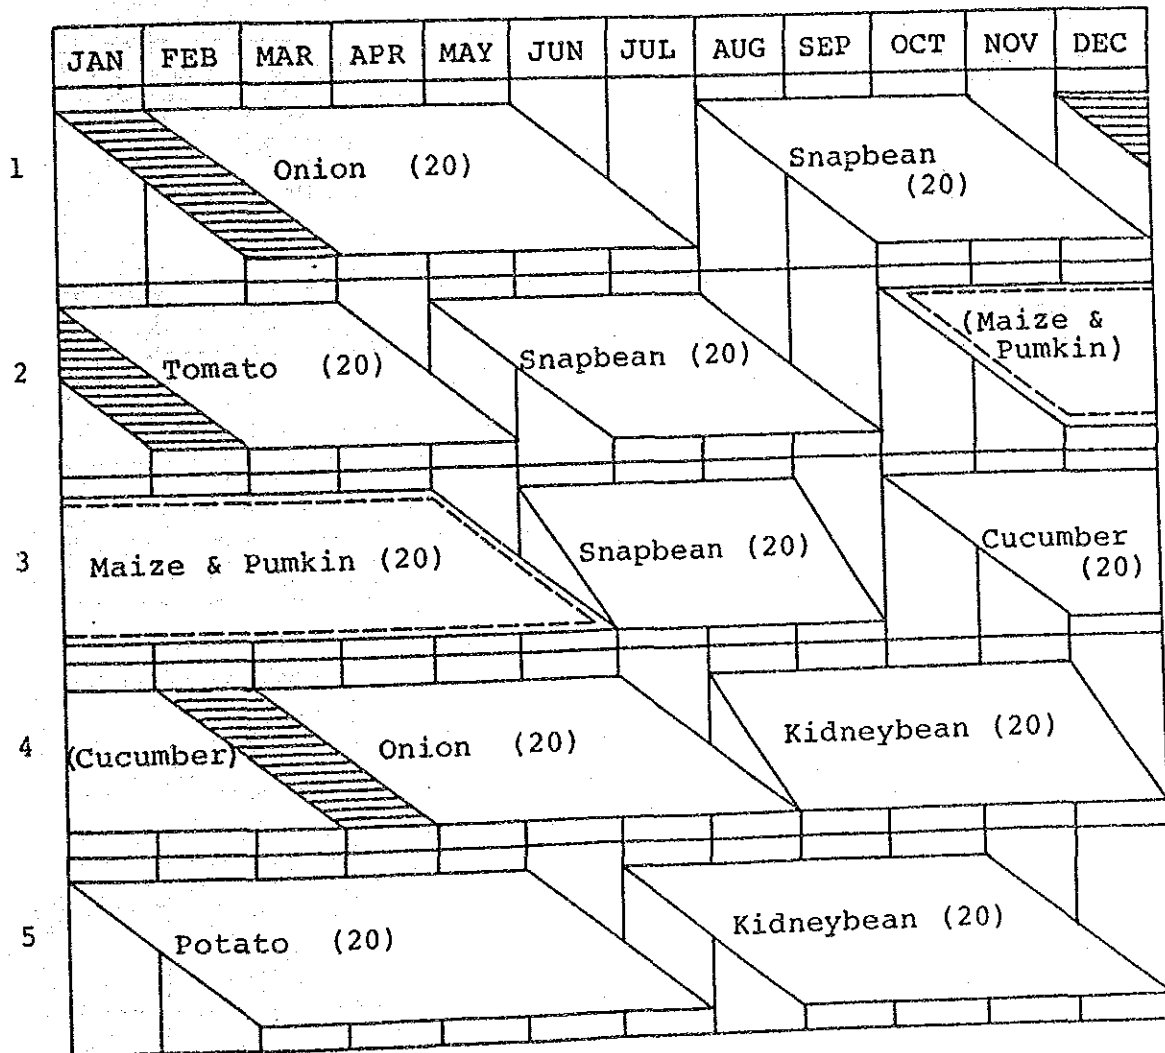 JAN FEB MAR APR MAY JUN JUL AUG SEP OCT NOV DEC
1
Onion (20)
Snapbean
(20)
2
Tomato (20)
Snapbean (20)
(Maize &
Pumkin)
3
Maize & Pumkin (20)
Snapbean (20)
Cucumber
(20)
4
(Cucumber)
Onion (20)
Kidneybean (20)
5
Potato (20)
Kidneybean (20)